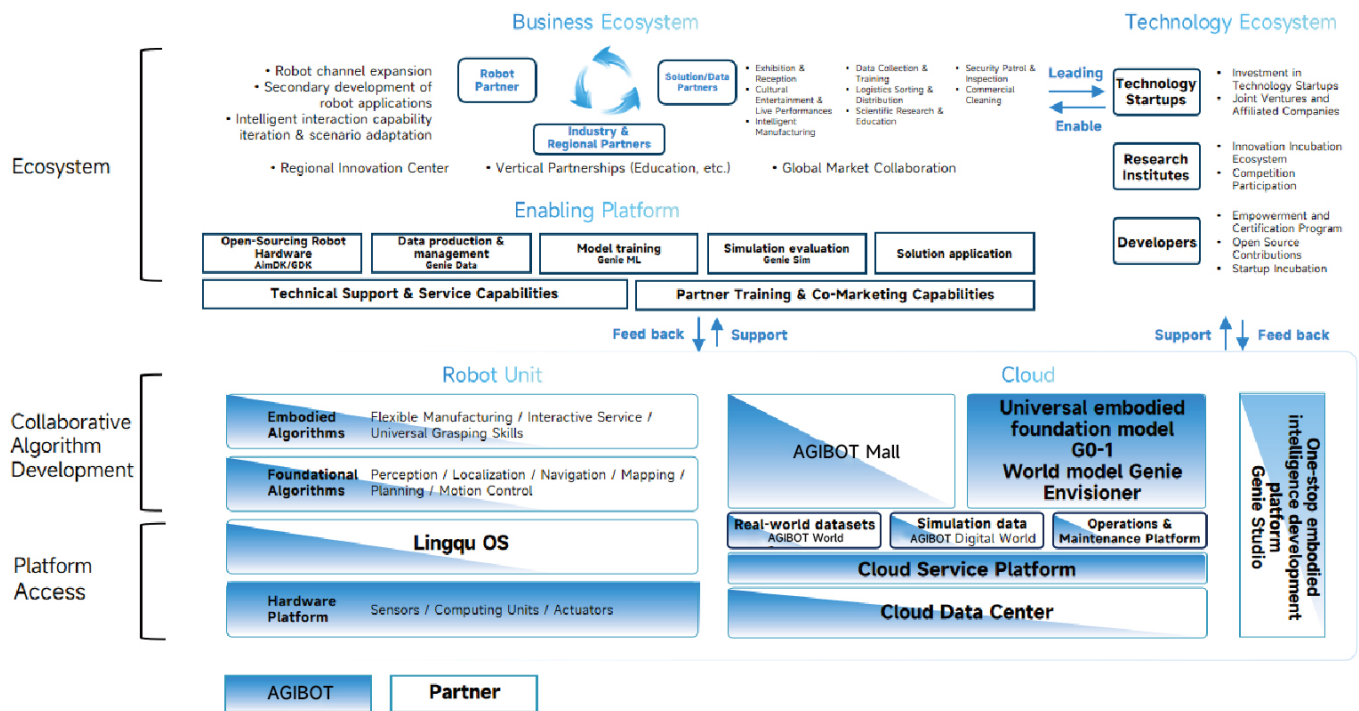 Business Ecosystem
Technology Ecosystem
Ecosystem
• Robot channel expansion
• Secondary development of
robot applications
• Intelligent interaction capability
iteration & scenario adaptation
Robot
Partner
Solution/Data
Partners
Industry &
Regional Partners
• Exhibition &
Reception
• Cultural
Entertainment &
Live Performances
• Intelligent
Manufacturing
• Data Collection &
Training
• Logistics Sorting &
Distribution
• Scientific Research &
Education
• Security Patrol &
Inspection
• Commercial
Cleaning
• Regional Innovation Center
• Vertical Partnerships (Education, etc.)
• Global Market Collaboration
Leading
Enable
Technology
Startups
• Investment in
Technology Startups
• Joint Ventures and
Affiliated Companies
Research
Institutes
• Innovation Incubation
Ecosystem
• Competition
Participation
Developers
• Empowerment and
Certification Program
• Open Source
Contributions
• Startup Incubation
Enabling Platform
Open-Sourcing Robot
Hardware
AimDK/GDK
Data production &
management
Genie Data
Model training
Genie ML
Simulation evaluation
Genie Sim
Solution application
Technical Support & Service Capabilities
Partner Training & Co-Marketing Capabilities
Feed back
Support
Support
Feed back
Collaborative
Algorithm
Development
Platform
Access
Robot Unit
Embodied
Algorithms
Flexible Manufacturing / Interactive Service /
Universal Grasping Skills
Foundational
Algorithms
Perception / Localization / Navigation / Mapping /
Planning / Motion Control
Lingqu OS
Hardware
Platform
Sensors / Computing Units / Actuators
Cloud
AGIBOT Mall
Universal embodied
foundation model
GO-1
World model Genie
Envisioner
Real-world datasets
AGIBOT World
Simulation data
AGIBOT Digital World
Operations &
Maintenance Platform
Cloud Service Platform
Cloud Data Center
One-stop embodied
intelligence development
platform
Genie Studio
AGIBOT
Partner